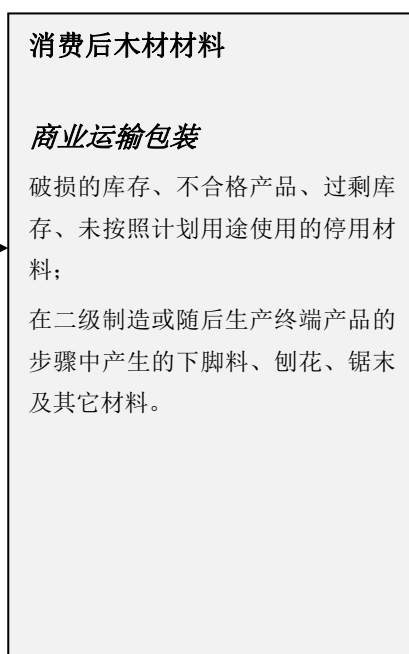 消费后木材材料
商业运输包装
破损的库存、不合格产品、过剩库
存、未按照计划用途使用的停用材
料；
在二级制造或随后生产终端产品的
步骤中产生的下脚料、刨花、锯末
及其它材料。